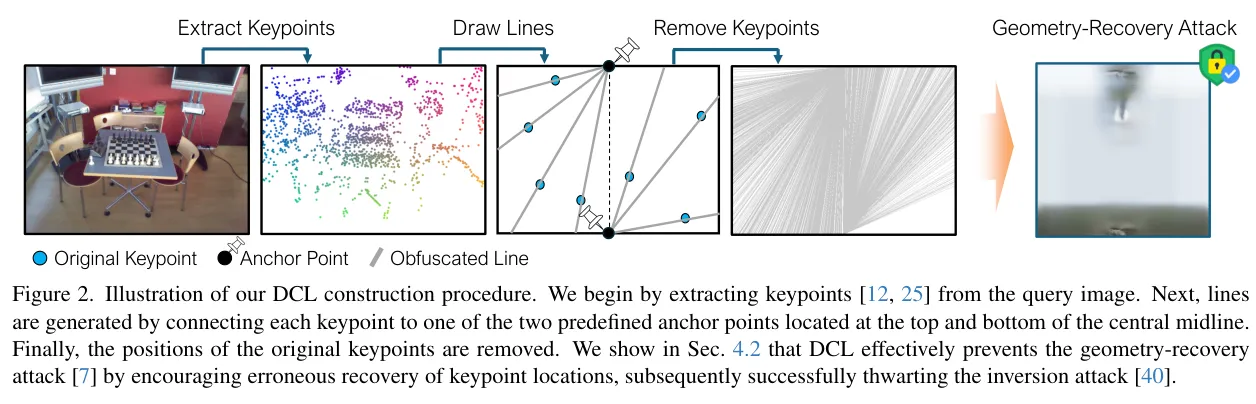 Extract Keypoints Draw Lines Remove Keypoints Geometry-Recovery Attack
Original Keypoint Anchor Point Obfuscated Line
Figure 2. Illustration of our DCL construction procedure. We begin by extracting keypoints [12, 25] from the query image. Next, lines
are generated by connecting each keypoint to one of the two predefined anchor points located at the top and bottom of the central midline.
Finally, the positions of the original keypoints are removed. We show in Sec. 4.2 that DCL effectively prevents the geometry-recovery
attack [7] by encouraging erroneous recovery of keypoint locations, subsequently successfully thwarting the inversion attack [40].